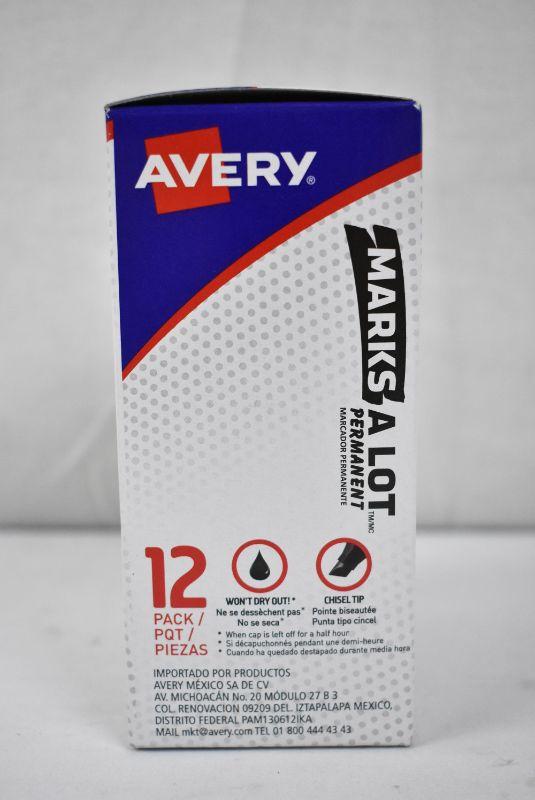 AVERY®
MARKS A LOT TM/MC
PERMANENT
MARCADOR PERMANENTE
12
PACK /
PQT /
PIEZAS
WON'T DRY OUT! *
Ne se dessèchent pas*
No se seca*
CHISEL TIP
Pointe biseautée
Punta tipo cincel
* When cap is left off for a half hour
* Si décapuchonnés pendant une demi-heure
* Cuando ha quedado destapado durante média hora
IMPORTADO POR PRODUCTOS
AVERY MÉXICO SA DE CV
AV. MICHOACÁN No. 20 MÓDULO 27 B 3
COL. RENOVACION 09209 DEL. IZTAPALAPA MEXICO,
DISTRITO FEDERAL PAM130612IKA
MAIL mkt@avery.com TEL 01 800 444 43 43